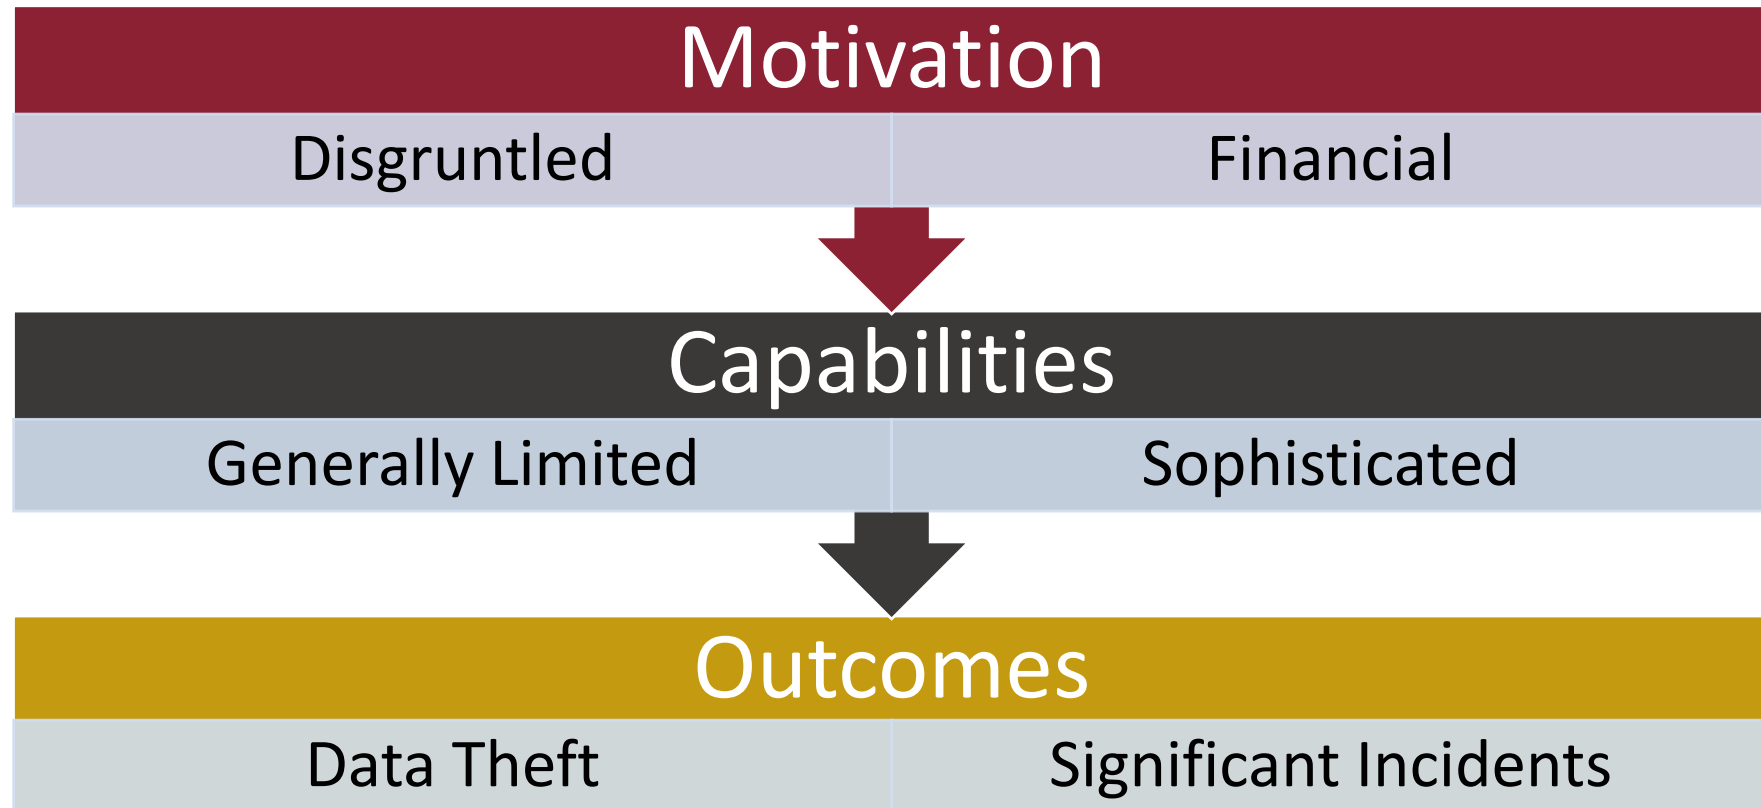 Motivation
Disgruntled
Financial
Capabilities
Generally Limited
Sophisticated
Outcomes
Data Theft
Significant Incidents